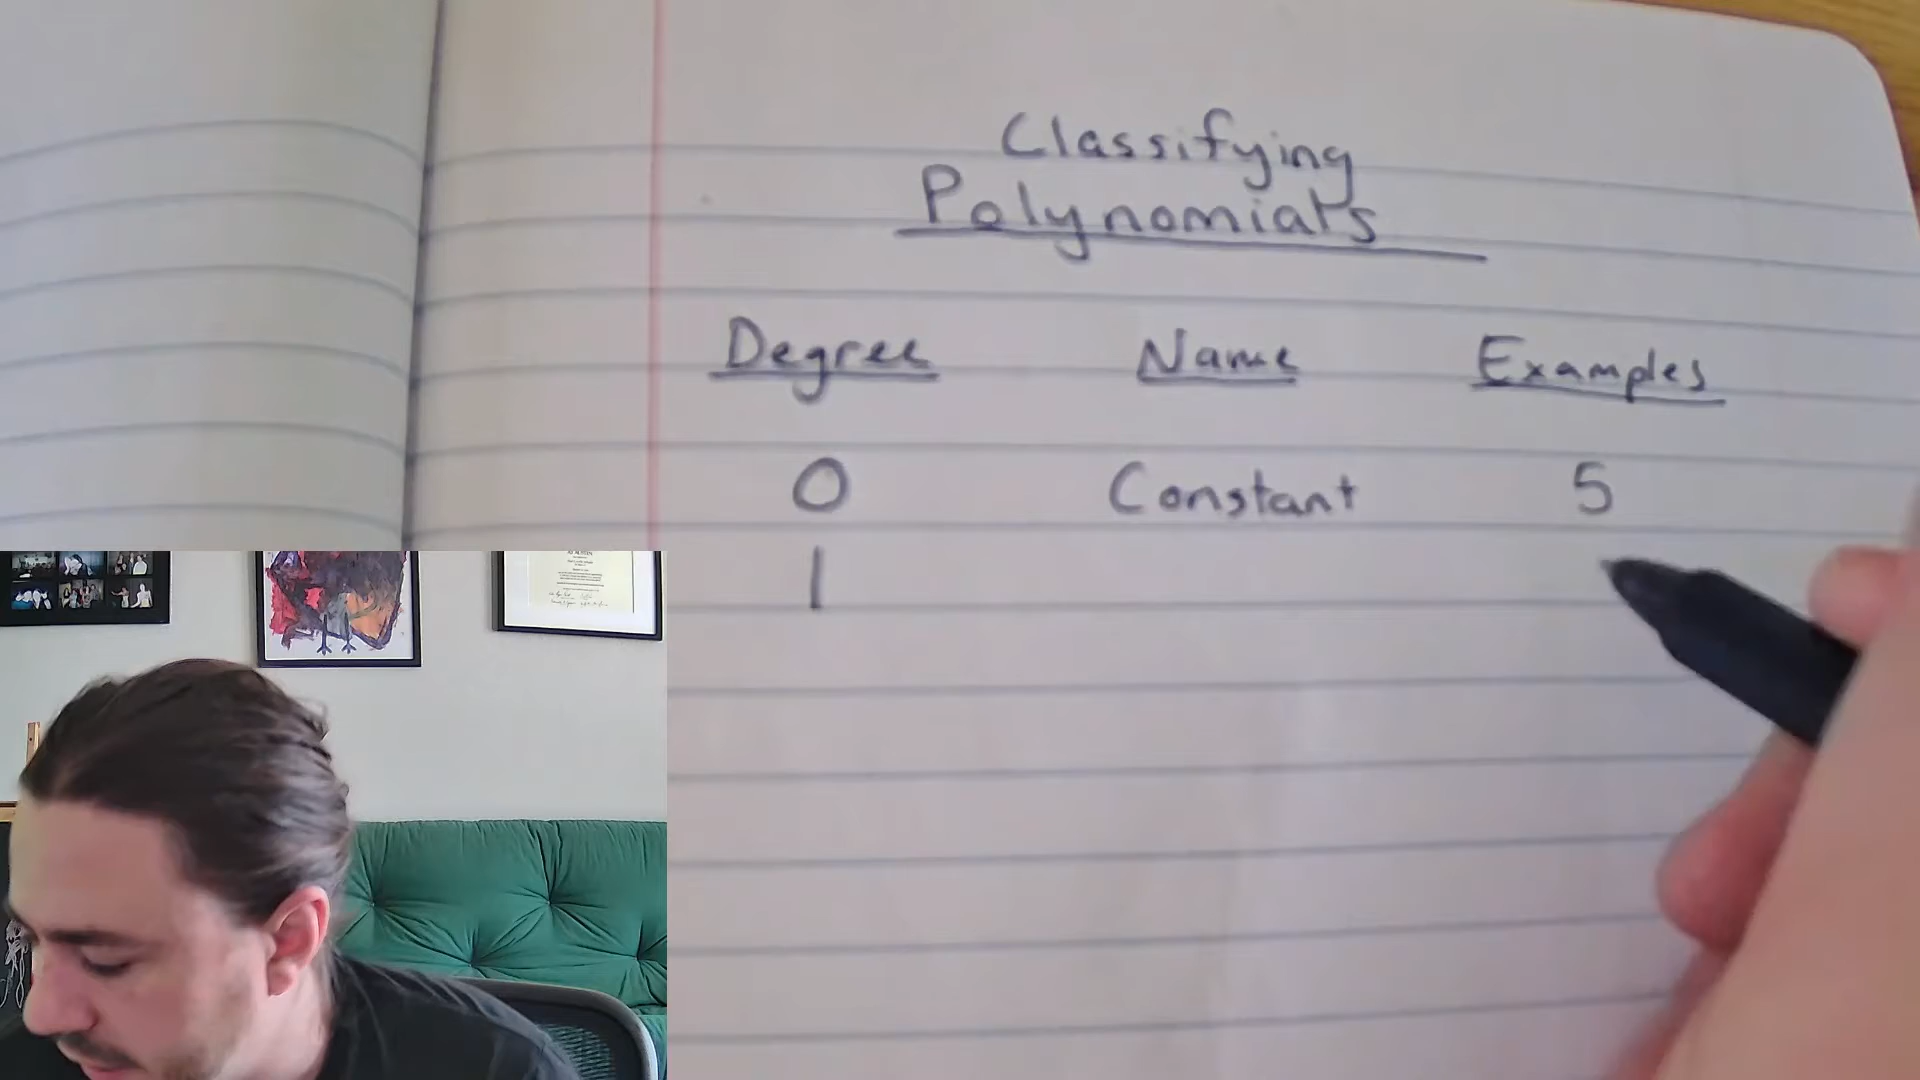 Classifying
Polynomials
Degree Name Examples
0 Constant 5
1